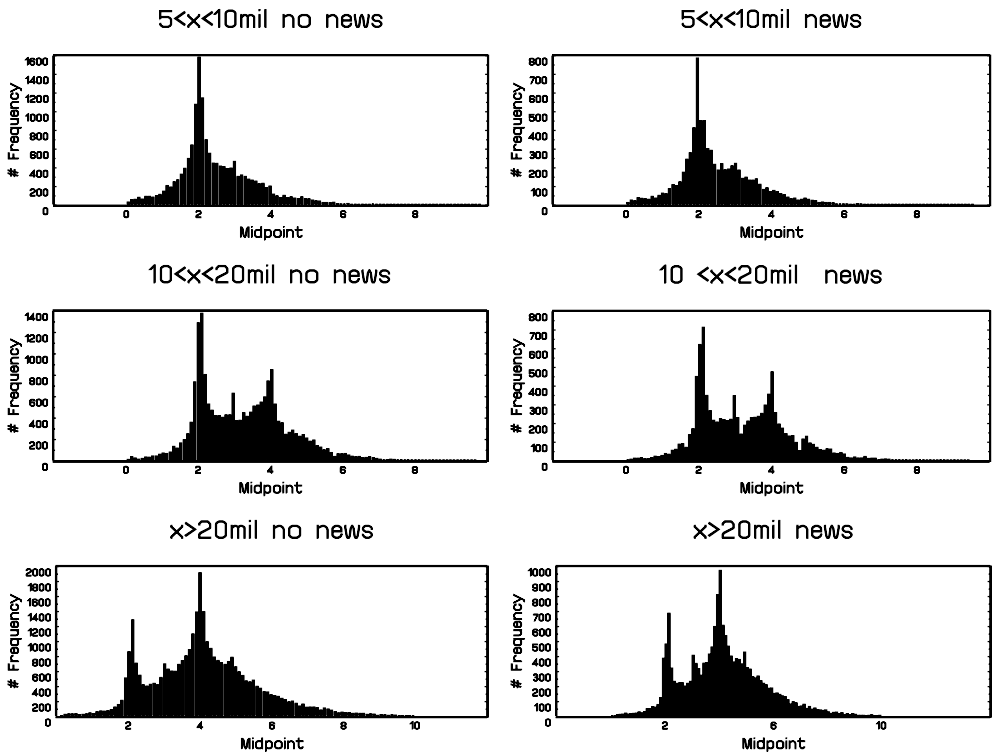 5<x<10mil no news
5<x<10mil news
1600
1400
1200
1000
800
600
400
200
0
# Frequency
0 2 4 6 8
Midpoint
800
700
600
500
400
300
200
100
0
# Frequency
0 2 4 6 8
Midpoint
10<x<20mil no news
10 <x<20mil news
1400
1200
1000
800
600
400
200
0
# Frequency
0 2 4 6 8
Midpoint
800
700
600
500
400
300
200
100
0
# Frequency
0 2 4 6 8
Midpoint
x>20mil no news
x>20mil news
2000
1800
1600
1400
1200
1000
800
600
400
200
0
# Frequency
2 4 6 8 10
Midpoint
1000
900
800
700
600
500
400
300
200
100
0
# Frequency
2 6 10
Midpoint